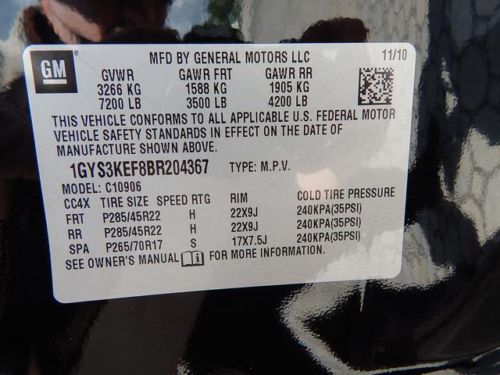 GM
MFD BY GENERAL MOTORS LLC 11/10
GVWR GAWR FRT GAWR RR
3266 KG 1588 KG 1905 KG
7200 LB 3500 LB 4200 LB
THIS VEHICLE CONFORMS TO ALL APPLICABLE U.S. FEDERAL MOTOR
VEHICLE SAFETY STANDARDS IN EFFECT ON THE DATE OF
MANUFACTURE SHOWN ABOVE.
1GYS3KEF8BR204367 TYPE: M.P.V.
MODEL: C10906
CC4X TIRE SIZE SPEED RTG RIM COLD TIRE PRESSURE
FRT P285/45R22 H 22X9J 240KPA(35PSI)
RR P285/45R22 H 22X9J 240KPA(35PSI)
SPA P265/70R17 S 17X7.5J 240KPA(35PSI)
SEE OWNER'S MANUAL FOR MORE INFORMATION.